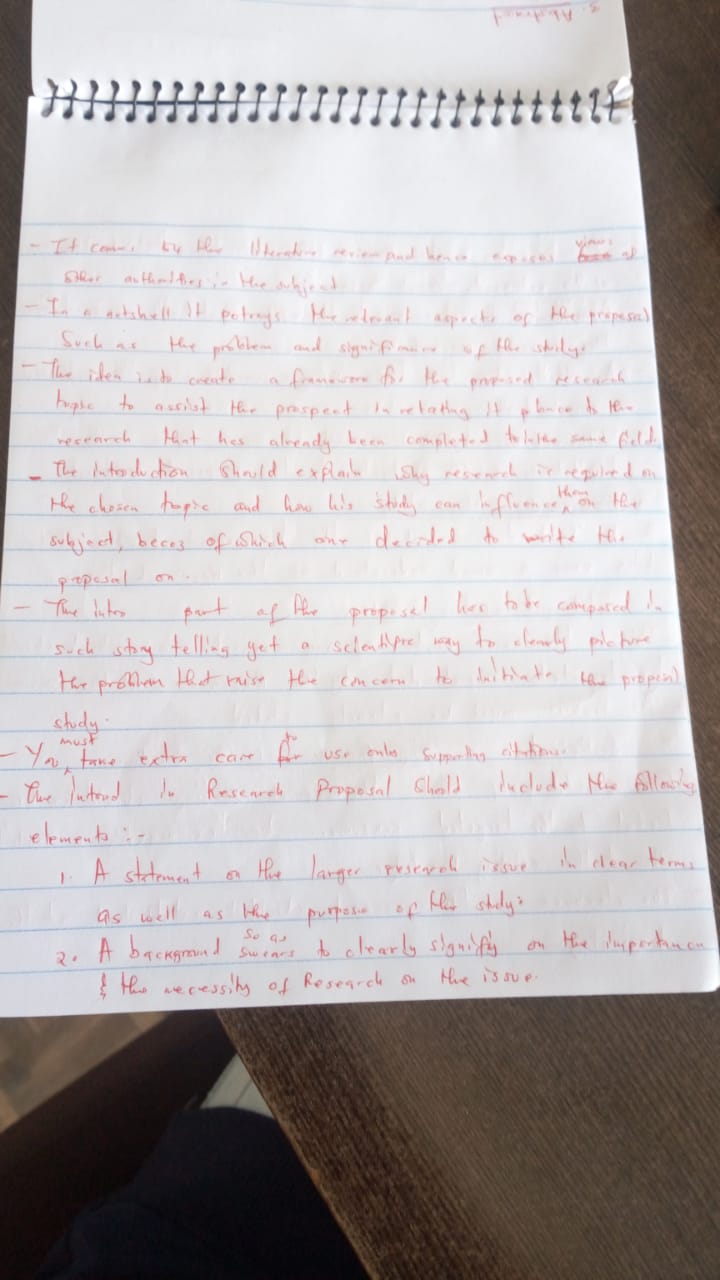 3. Abstract
- It comes by the literature review and hence exposes views of
other authorities in the subject
- In a nutshell it potrays the relevant aspects of the proposal
Such as the problem and significance of the study.
- The idea is to create a framework for the proposed research
topic to assist the prospect in relating it to the
research that has already been completed in the same field.
- The introduction should explain why research is required on
the chosen topic and how his study can influence them on the
subject, becoz of which one decided to write the
proposal on.
- The intro part of the proposal has to be composed in
such story telling yet a scientific way to clearly picture
the problem that raise the concern to initiate the proposal
study.
- You must take extra care to use only supporting citations.
- The in Research Proposal Should include the following
elements :-
1. A statement on the larger research issue in clear terms
as well as the purpose of the study.
2. A background so as to clearly signify on the importance
& the necessity of Research on the issue.